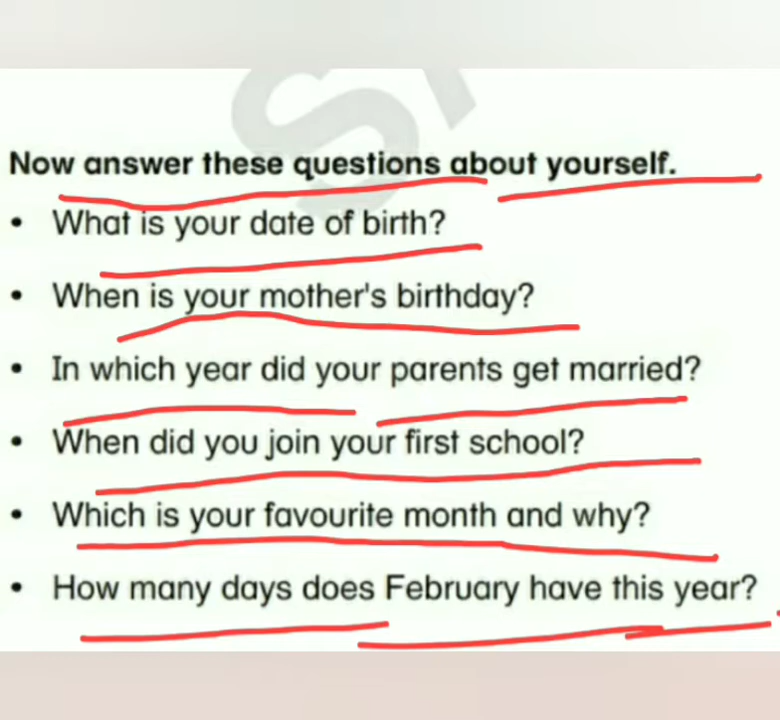 Now answer these questions about yourself.
• What is your date of birth?
• When is your mother's birthday?
• In which year did your parents get married?
• When did you join your first school?
• Which is your favourite month and why?
• How many days does February have this year?